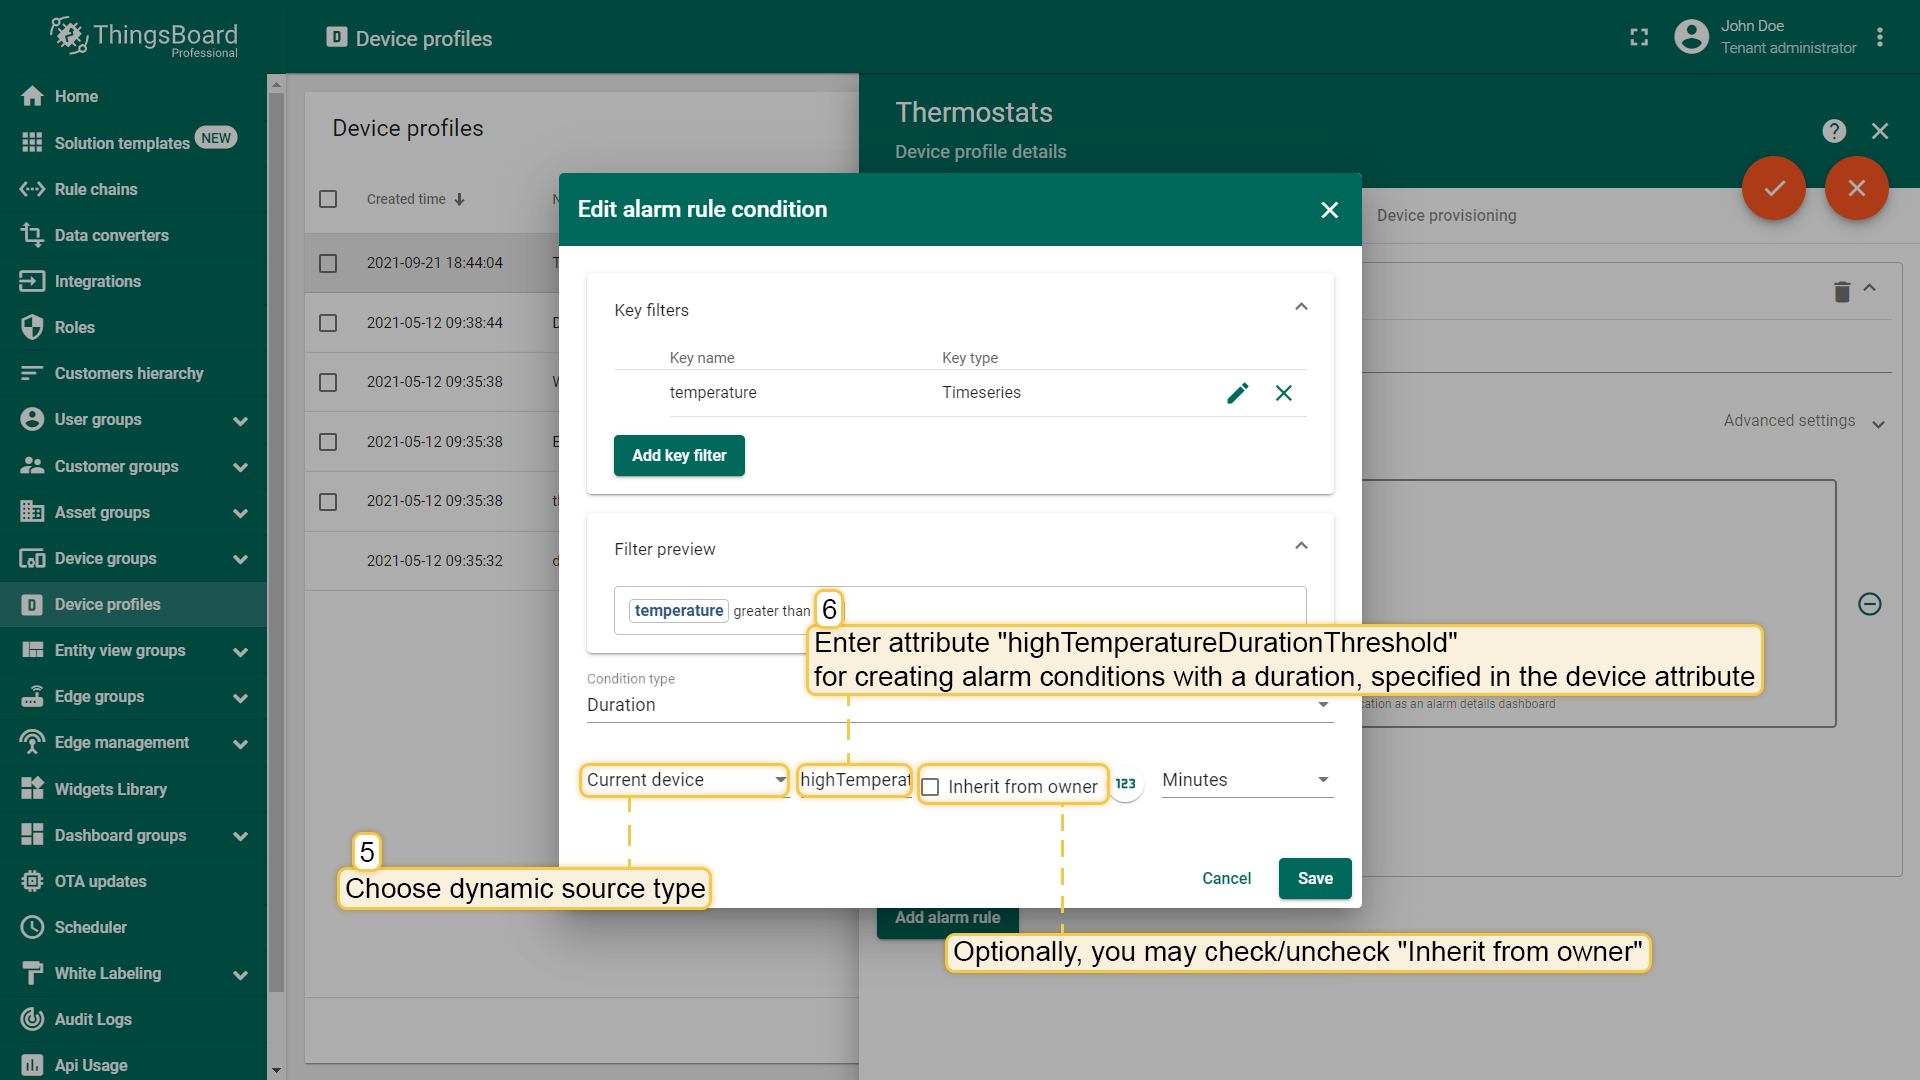 ThingsBoard
Professional
Device profiles
John Doe
Tenant administrator
Home
Solution templates NEW
Rule chains
Data converters
Integrations
Roles
Customers hierarchy
User groups
Customer groups
Asset groups
Device groups
Device profiles
Entity view groups
Edge groups
Edge management
Widgets Library
Dashboard groups
OTA updates
Scheduler
White Labeling
Audit Logs
Api Usage
Device profiles
Created time
2021-09-21 18:44:04
2021-05-12 09:38:44
2021-05-12 09:35:38
2021-05-12 09:35:38
2021-05-12 09:35:38
2021-05-12 09:35:32
Thermostats
Device profile details
Device provisioning
Advanced settings
Edit alarm rule condition
Key filters
Key name Key type
temperature Timeseries
Add key filter
Filter preview
temperature greater than
6
Enter attribute "highTemperatureDurationThreshold"
for creating alarm conditions with a duration, specified in the device attribute
Condition type
Duration
as an alarm details dashboard
Current device highTemperat Inherit from owner 123 Minutes
5
Choose dynamic source type
Cancel Save
Add alarm rule
Optionally, you may check/uncheck "Inherit from owner"